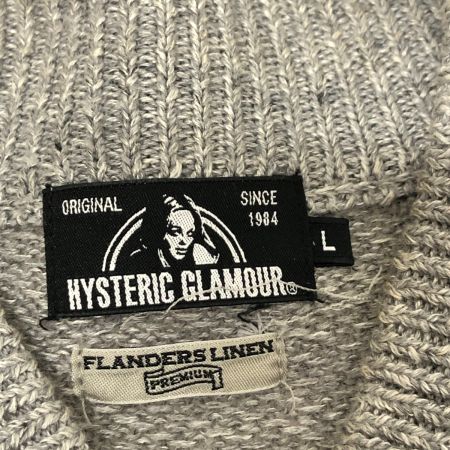 ORIGINAL
SINCE
1984
HYSTERIC GLAMOUR®
L
FLANDERS LINEN
PREMIUM